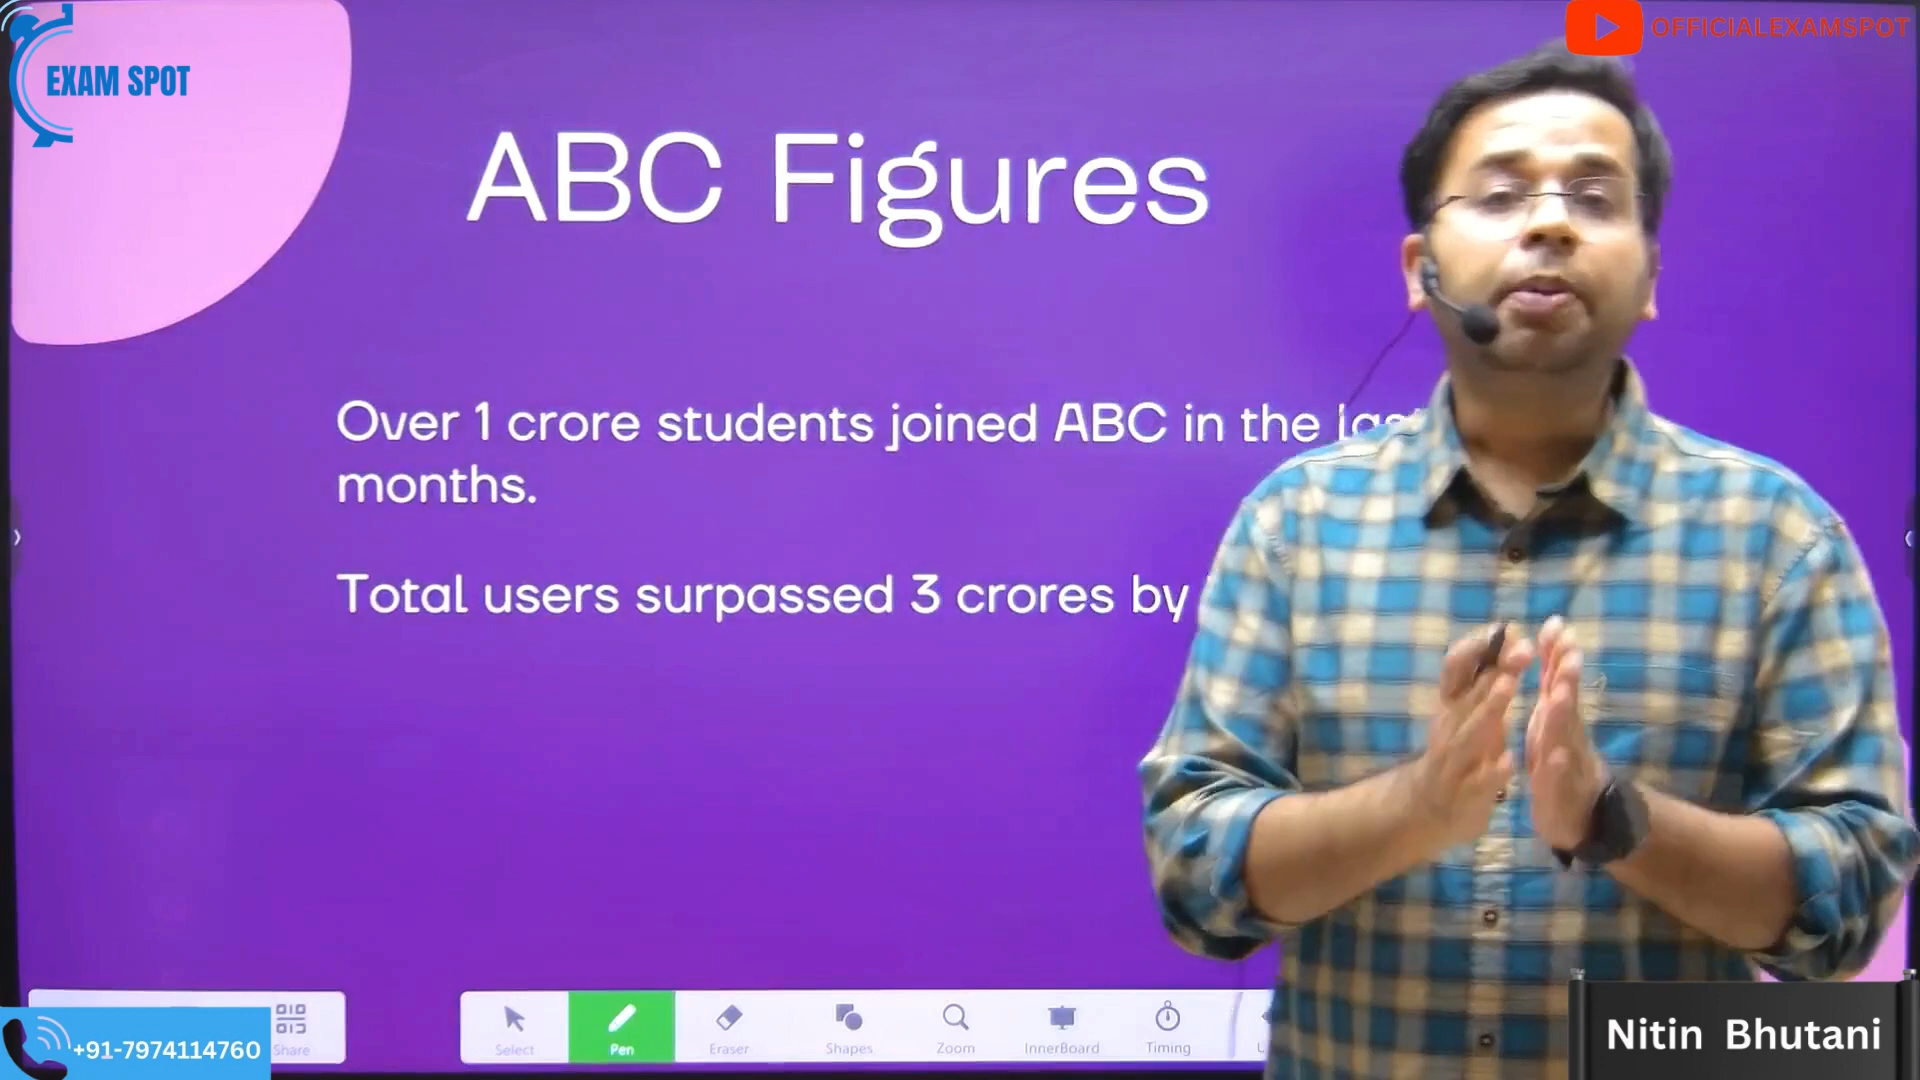 EXAM SPOT
OFFICIALEXAMSPOT
ABC Figures
Over 1 crore students joined ABC in the
months.
Total users surpassed 3 crores by
Share
Select
Pen
Eraser
Shapes
Zoom
InnerBoard
Timing
+91-7974114760
Nitin Bhutani